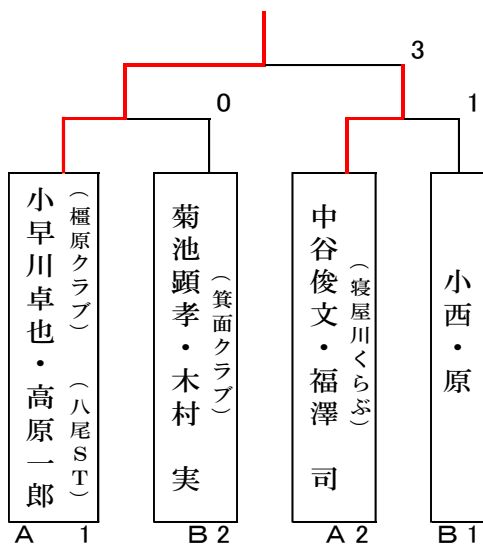 3
0
1
小早川卓也・高原一郎
（橿原クラブ）　（八尾ＳＴ）
菊池顕孝・木村　実
（箕面クラブ）
中谷俊文・福澤　司
（寝屋川くらぶ）
小西・原
A 1
B 2
A 2
B 1